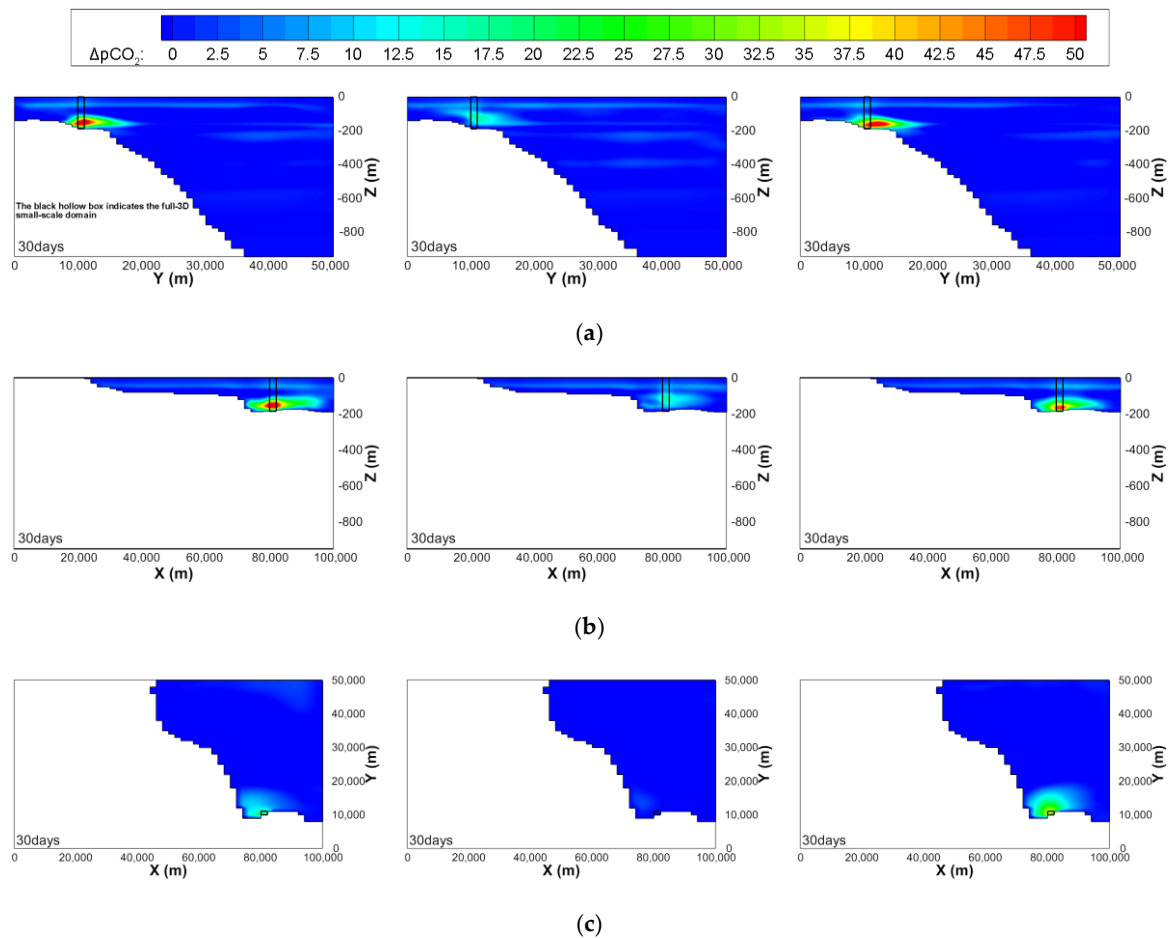 ΔpCO2: 0 2.5 5 7.5 10 12.5 15 17.5 20 22.5 25 27.5 30 32.5 35 37.5 40 42.5 45 47.5 50
0 0 0
-200 -200 -200
Z (m) Z (m) Z (m)
-400 -400 -400
-600 -600 -600
The black hollow box indicates the full-3D
small-scale domain
-800 -800 -800
30days 30days 30days
0 10,000 20,000 30,000 40,000 50,000 0 10,000 20,000 30,000 40,000 50,000 0 10,000 20,000 30,000 40,000 50,000
Y (m) Y (m) Y (m)
(a)
0 0 0
-200 -200 -200
-400 -400 -400
Z (m) Z (m) Z (m)
-600 -600 -600
-800 -800 -800
30days 30days 30days
0 20,000 40,000 60,000 80,000 100,000 0 20,000 40,000 60,000 80,000 100,000 0 20,000 40,000 60,000 80,000 100,000
X (m) X (m) X (m)
(b)
50,000 50,000 50,000
40,000 40,000 40,000
30,000 30,000 30,000
Y (m) Y (m) Y (m)
20,000 20,000 20,000
10,000 10,000 10,000
30days 30days 30days
0 0 0
0 20,000 40,000 60,000 80,000 100,000 0 20,000 40,000 60,000 80,000 100,000 0 20,000 40,000 60,000 80,000 100,000
X (m) X (m) X (m)
(c)